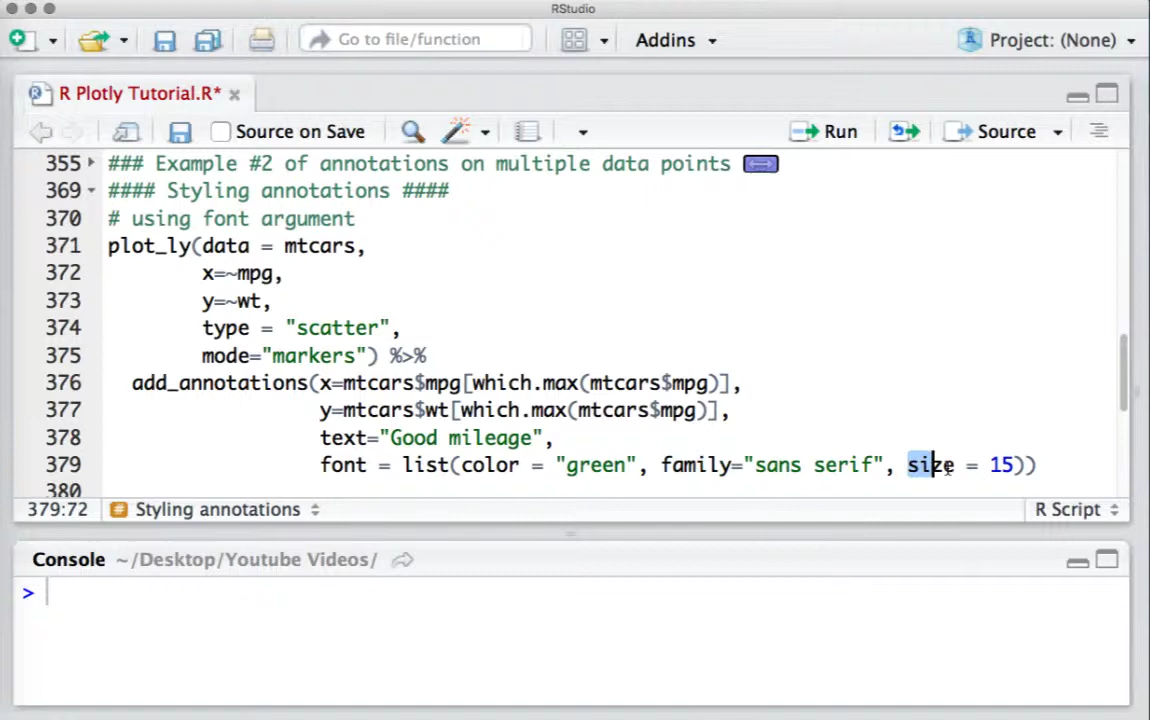 RStudio
Go to file/function
Addins
Project: (None)
R Plotly Tutorial.R*
Source on Save
Run
Source
355 ### Example #2 of annotations on multiple data points
369 #### Styling annotations ####
370 # using font argument
371 plot_ly(data = mtcars,
372 x=~mpg,
373 y=~wt,
374 type = "scatter",
375 mode="markers") %>%
376 add_annotations(x=mtcars$mpg[which.max(mtcars$mpg)],
377 y=mtcars$wt[which.max(mtcars$mpg)],
378 text="Good mileage",
379 font = list(color = "green", family="sans serif", size = 15))
380
379:72 # Styling annotations R Script
Console ~/Desktop/Youtube Videos/
>